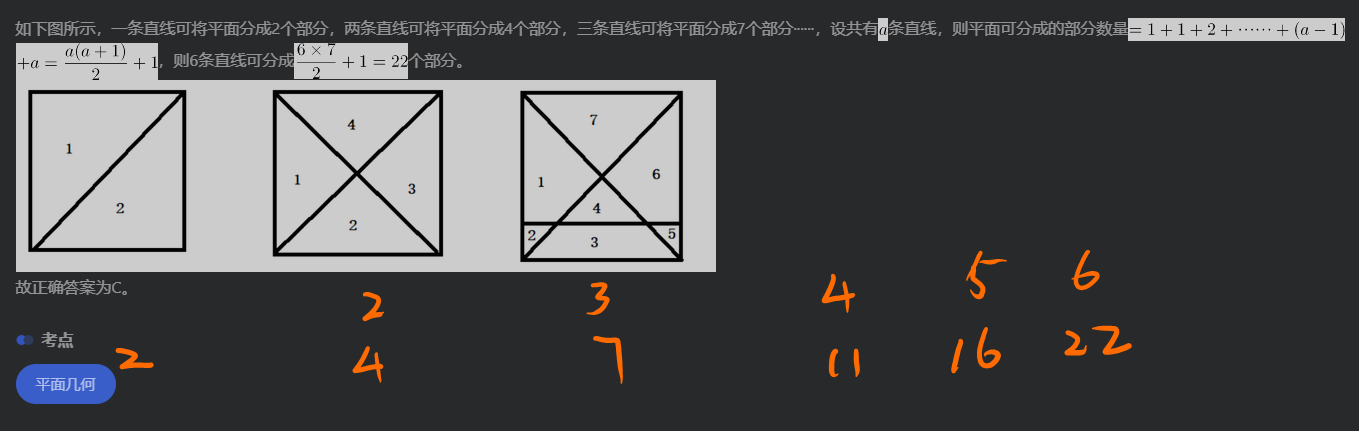 如下图所示，一条直线可将平面分成2个部分，两条直线可将平面分成4个部分，三条直线可将平面分成7个部分……，设共有a条直线，则平面可分成的部分数量= 1 + 1 + 2 + ⋯⋯ + (a − 1)
+a = \frac{a(a+1)}{2} + 1，则6条直线可分成\frac{6 × 7}{2} + 1 = 22个部分。
1
2
1
4
3
2
7
1
6
4
2
5
3
故正确答案为C。
2 3 4 5 6
考点
2 4 7 11 16 22
平面几何